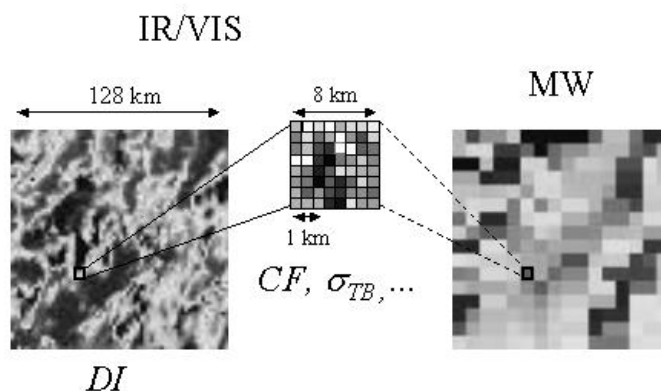 IR/VIS
MW
128 km
8 km
1 km
CF, σTB, ...
DI